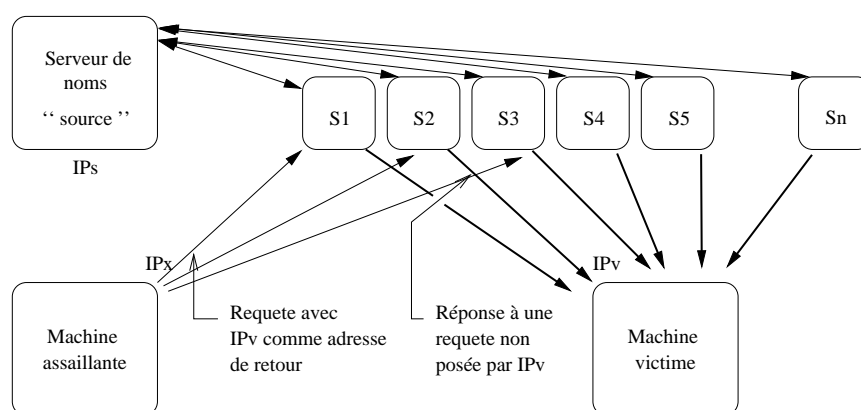 Serveur de
noms
‘‘ source ’’
IPs
S1
S2
S3
S4
S5
Sn
IPx
IPv
Machine
assaillante
Requete avec
IPv comme adresse
de retour
Réponse à une
requete non
posée par IPv
Machine
victime